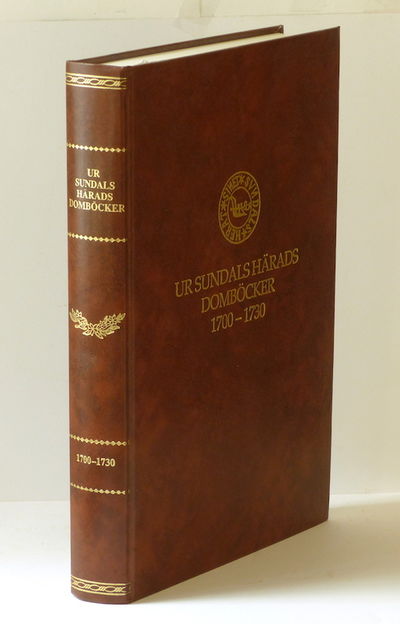 UR
SUNDALS
HÄRADS
DOMBÖCKER
1700–1730
UR SUNDALS HÄRADS
DOMBÖCKER
1700–1730